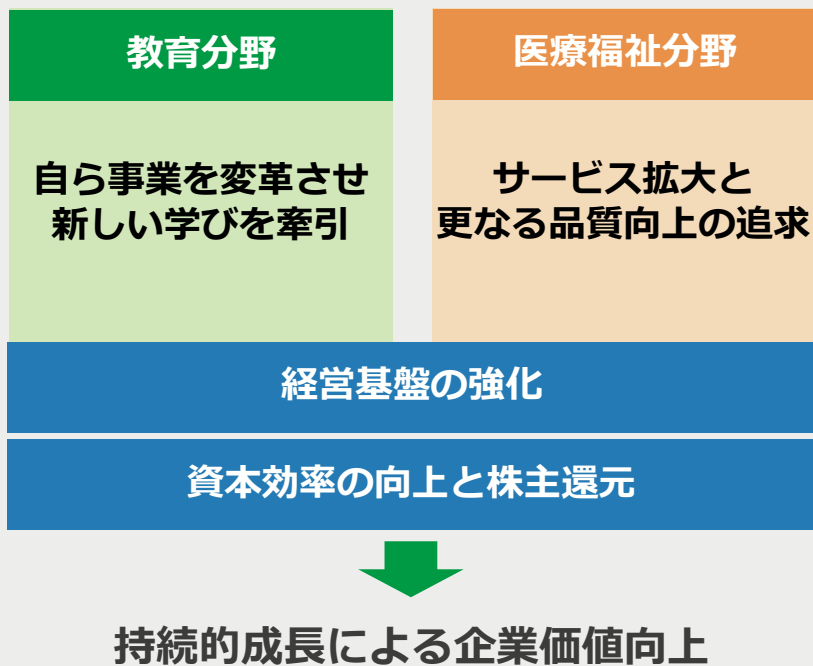 教育分野
自ら事業を変革させ
新しい学びを牽引
医療福祉分野
サービス拡大と
更なる品質向上の追求
経営基盤の強化
資本効率の向上と株主還元
持続的成長による企業価値向上